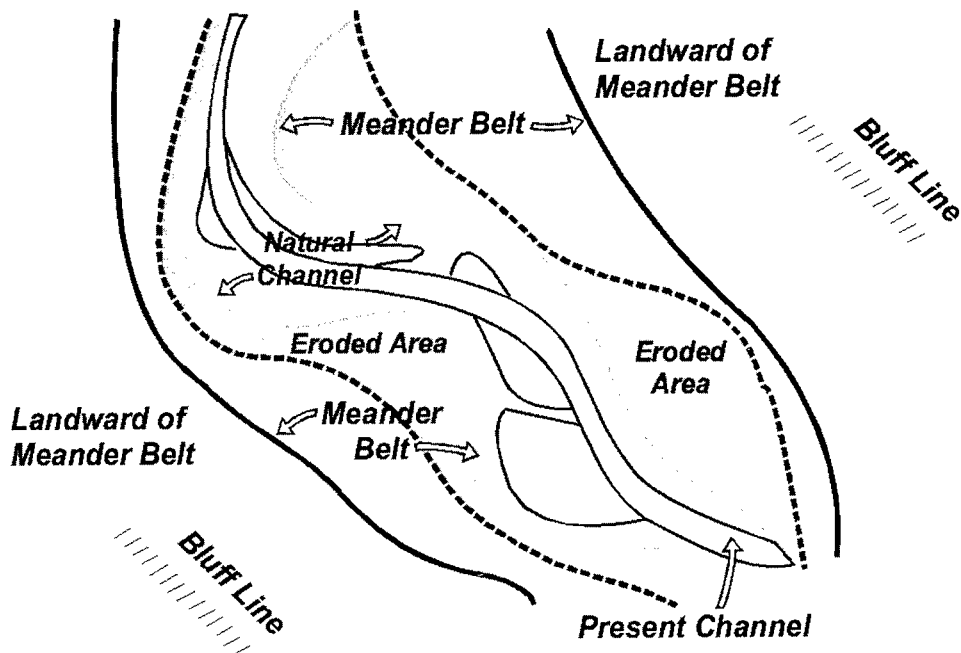 Landward of
Meander Belt
Bluff Line
Meander Belt
Natural
Channel
Eroded Area
Eroded
Area
Landward of
Meander Belt
Meander
Belt
Bluff Line
Present Channel